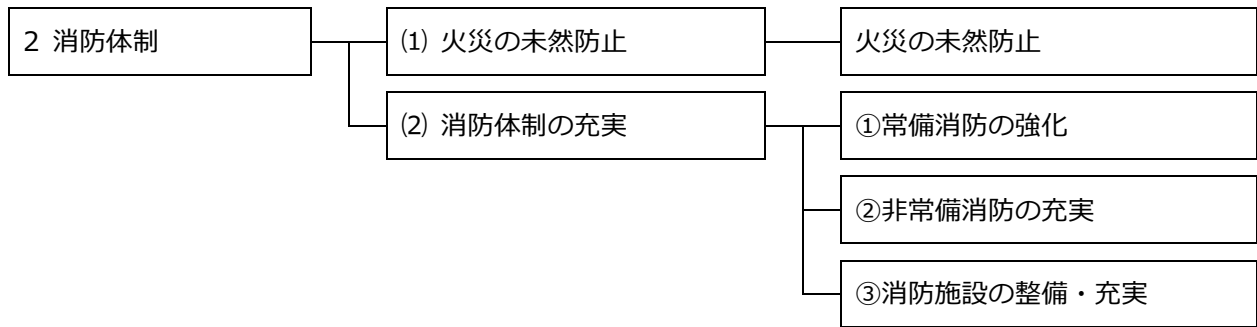 2 消防体制
⑴ 火災の未然防止
火災の未然防止
⑵ 消防体制の充実
①常備消防の強化
②非常備消防の充実
③消防施設の整備・充実